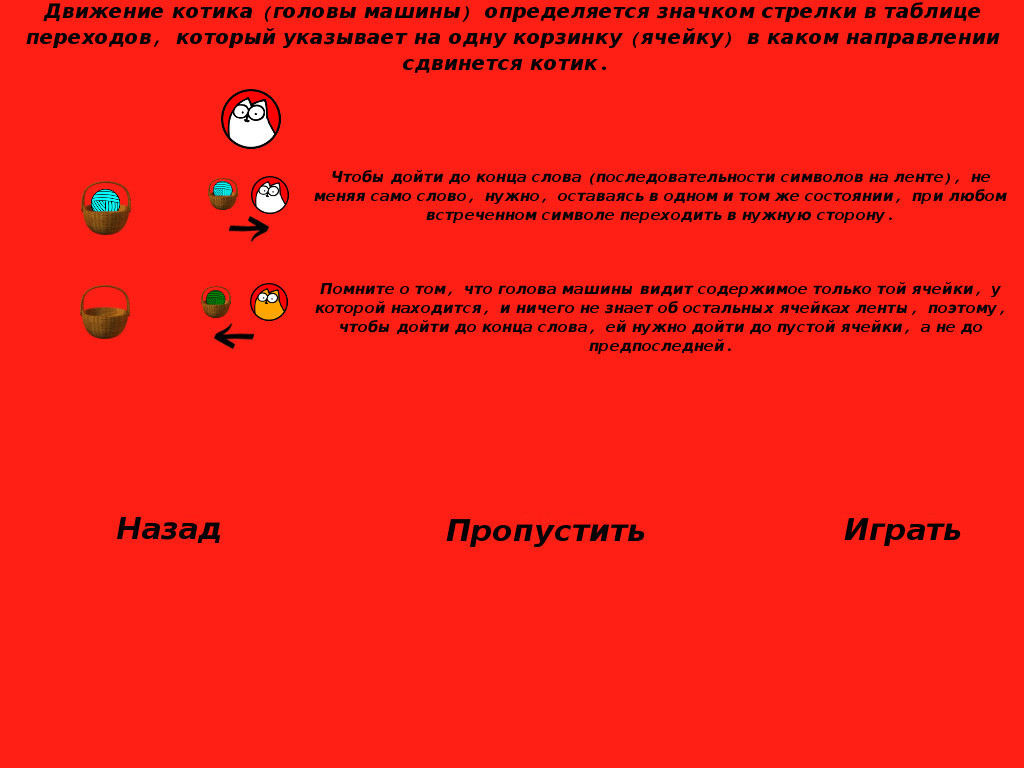 Движение котика (головы машины) определяется значком стрелки в таблице
переходов, который указывает на одну корзинку (ячейку) в каком направлении
сдвинется котик.
Чтобы дойти до конца слова (последовательности символов на ленте), не
меняя само слово, нужно, оставаясь в одном и том же состоянии, при любом
встреченном символе переходить в нужную сторону.
Помните о том, что голова машины видит содержимое только той ячейки, у
которой находится, и ничего не знает об остальных ячейках ленты, поэтому,
чтобы дойти до конца слова, ей нужно дойти до пустой ячейки, а не до
предпоследней.
Назад
Пропустить
Играть